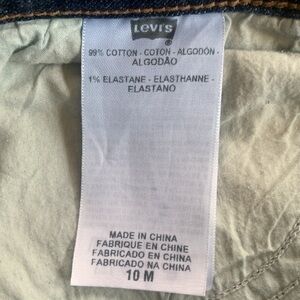 Levi's
®
99% COTTON - COTON - ALGODÓN -
ALGODÃO
1% ELASTANE - ELASTHANNE -
ELASTANO
MADE IN CHINA
FABRIQUE EN CHINE
FABRICADO EN CHINA
FABRICADO NA CHINA
10 M